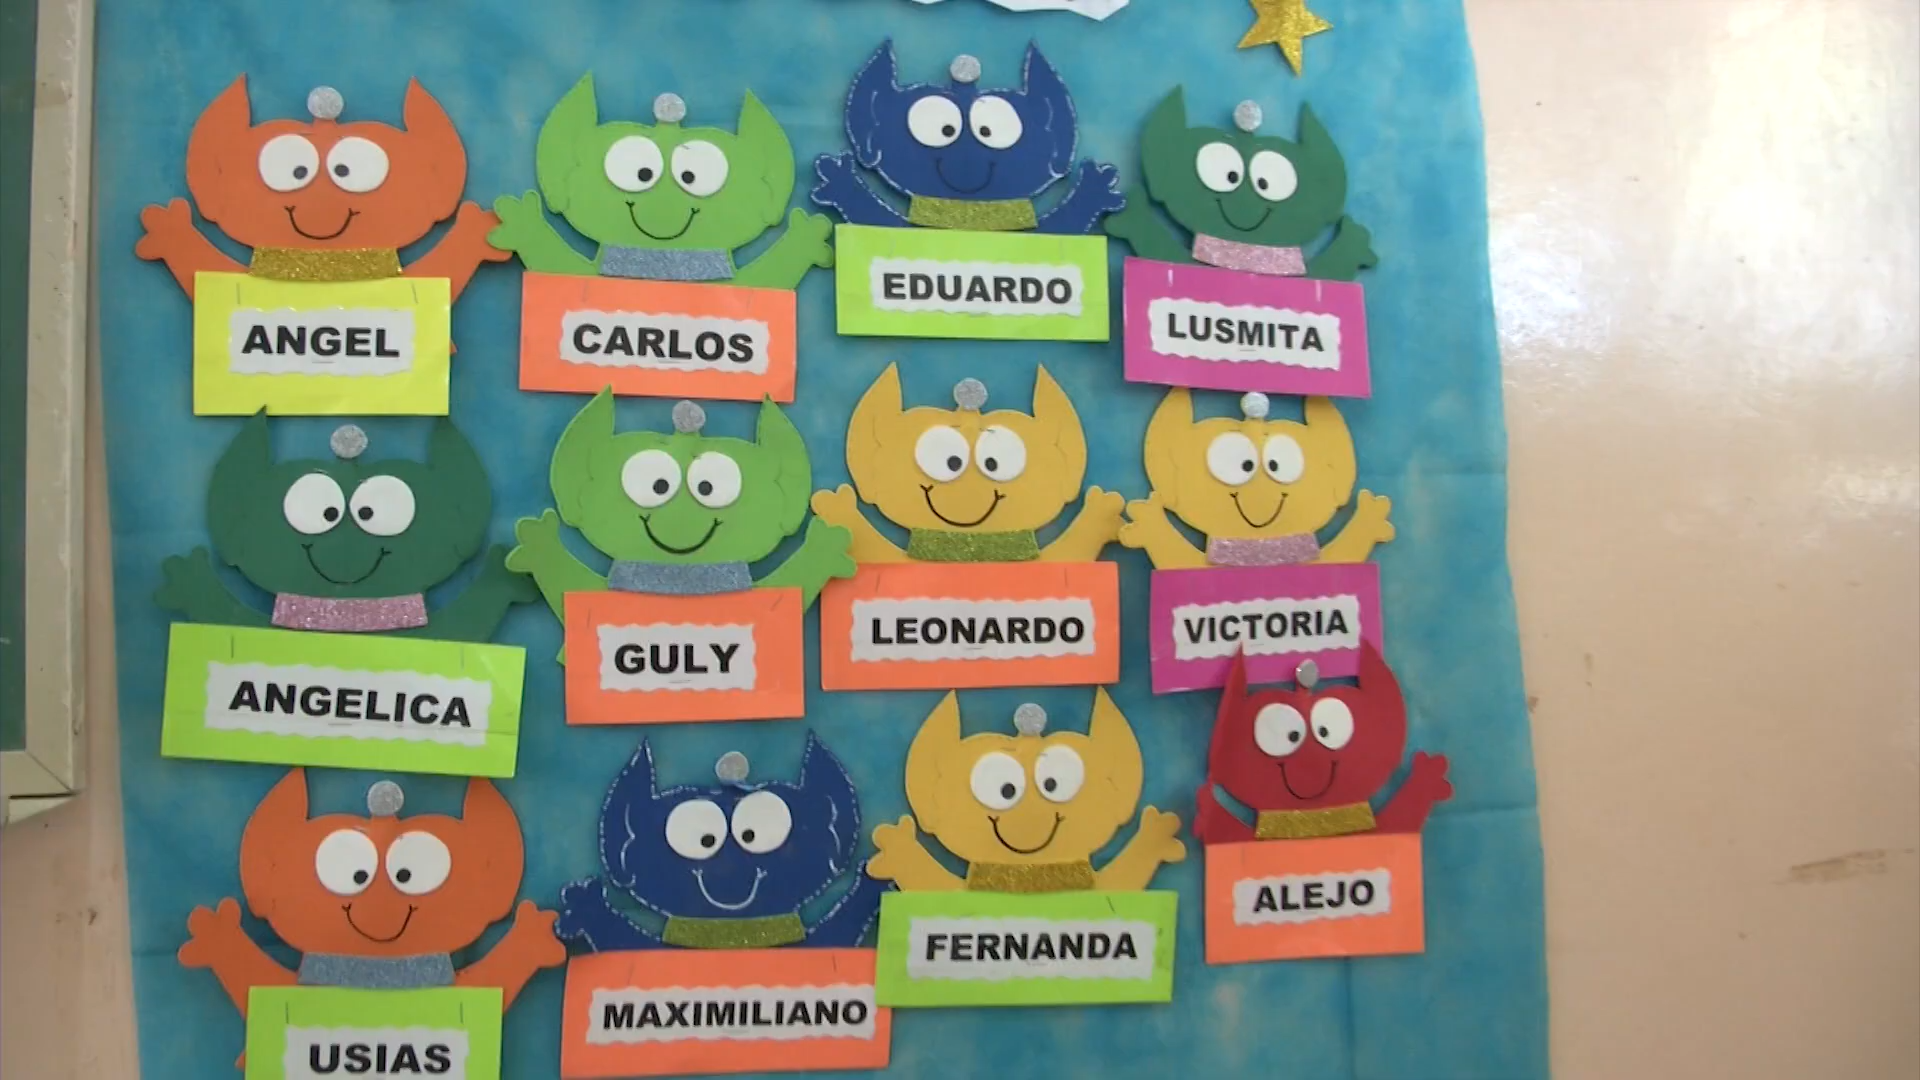 ANGEL
CARLOS
EDUARDO
LUSMITA
ANGELICA
GULY
LEONARDO
VICTORIA
USIAS
MAXIMILIANO
FERNANDA
ALEJO